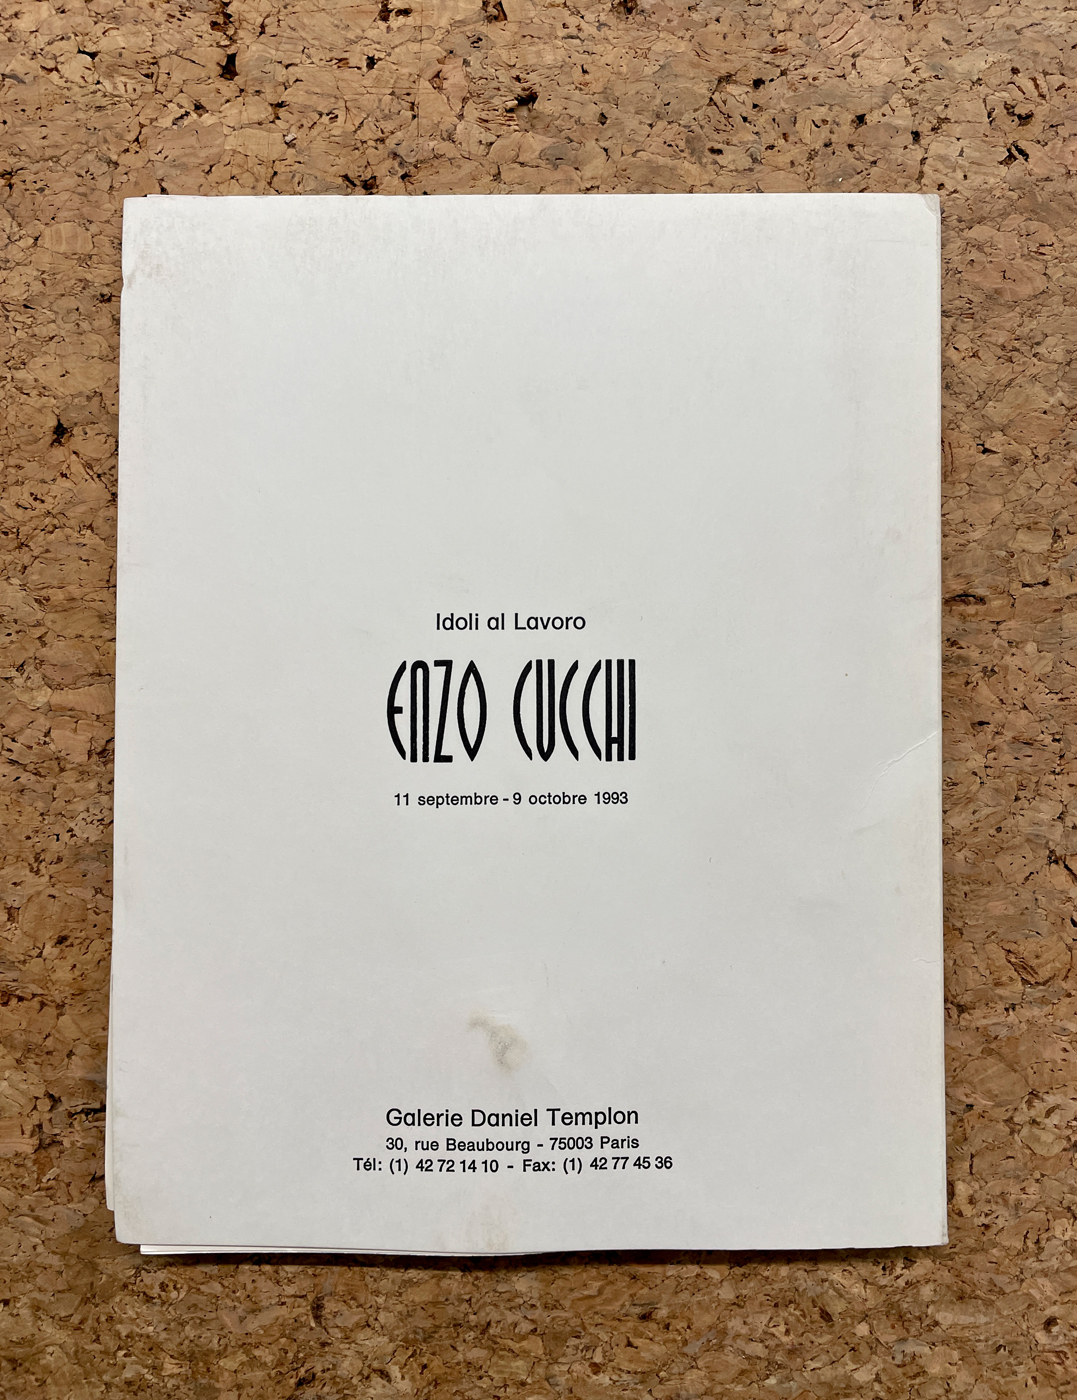 Idoli al Lavoro
ENZO CUCCHI
11 septembre - 9 octobre 1993
Galerie Daniel Templon
30, rue Beaubourg - 75003 Paris
Tél: (1) 42 72 14 10 - Fax: (1) 42 77 45 36